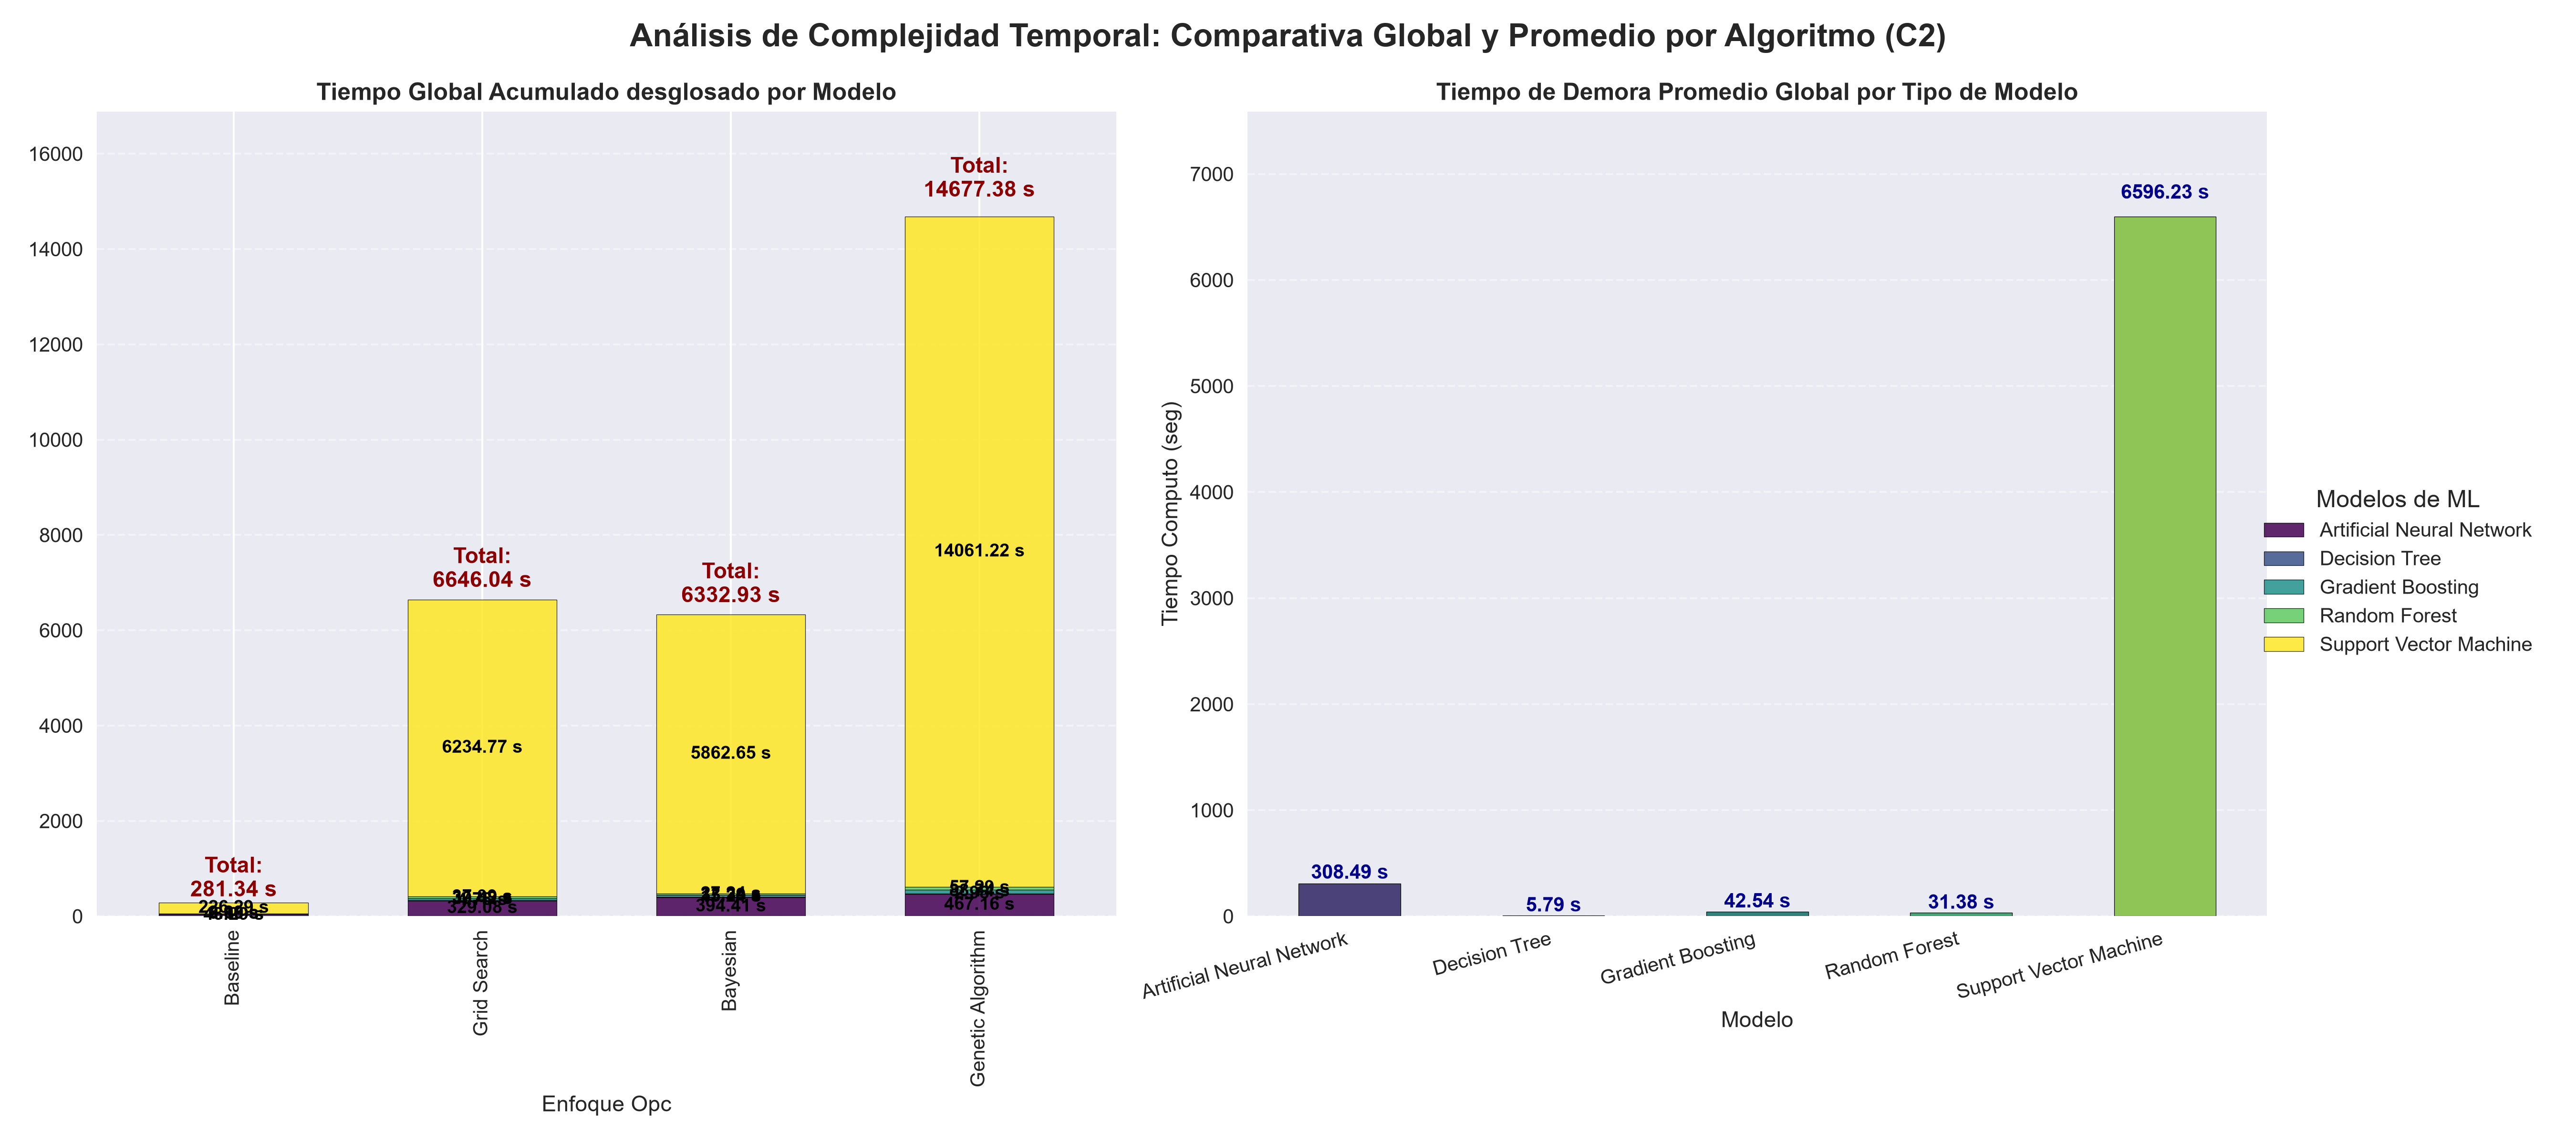 Análisis de Complejidad Temporal: Comparativa Global y Promedio por Algoritmo (C2)
Tiempo Global Acumulado desglosado por Modelo
16000
14000
12000
10000
8000
6000
4000
2000
0
Total:
281.34 s
226.29 s
Total:
6646.04 s
6234.77 s
329.08 s
Total:
6332.93 s
5862.65 s
394.41 s
Total:
14677.38 s
14061.22 s
467.16 s
Baseline
Grid Search
Bayesian
Genetic Algorithm
Enfoque Opc
Tiempo de Demora Promedio Global por Tipo de Modelo
Tiempo Computo (seg)
7000
6000
5000
4000
3000
2000
1000
0
308.49 s
5.79 s
42.54 s
31.38 s
6596.23 s
Artificial Neural Network
Decision Tree
Gradient Boosting
Random Forest
Support Vector Machine
Modelo
Modelos de ML
Artificial Neural Network
Decision Tree
Gradient Boosting
Random Forest
Support Vector Machine